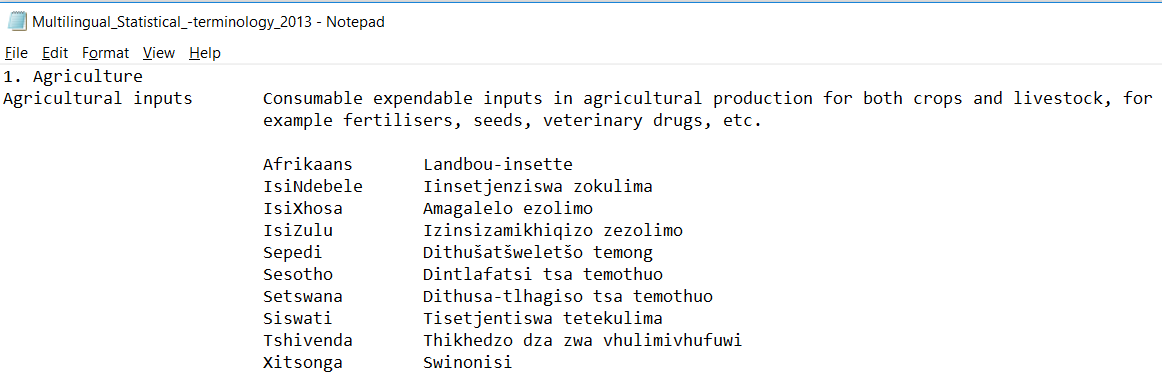 Multilingual_Statistical_-terminology_2013 - Notepad
File Edit Format View Help
1. Agriculture
Agricultural inputs Consumable expendable inputs in agricultural production for both crops and livestock, for
example fertilisers, seeds, veterinary drugs, etc.
Afrikaans Landbou-insette
IsiNdebele Iinsetjenziswa zokulima
IsiXhosa Amagalelo ezolimo
IsiZulu Izinsizamikhiqizo zezolimo
Sepedi Dithušatšweletšo temong
Sesotho Dintlafatsi tsa temothuo
Setswana Dithusa-tlhagiso tsa temothuo
Siswati Tisetjentiswa tetekulima
Tshivenda Thikhedzo dza zwa vhulimivhufuwi
Xitsonga Swinonisi